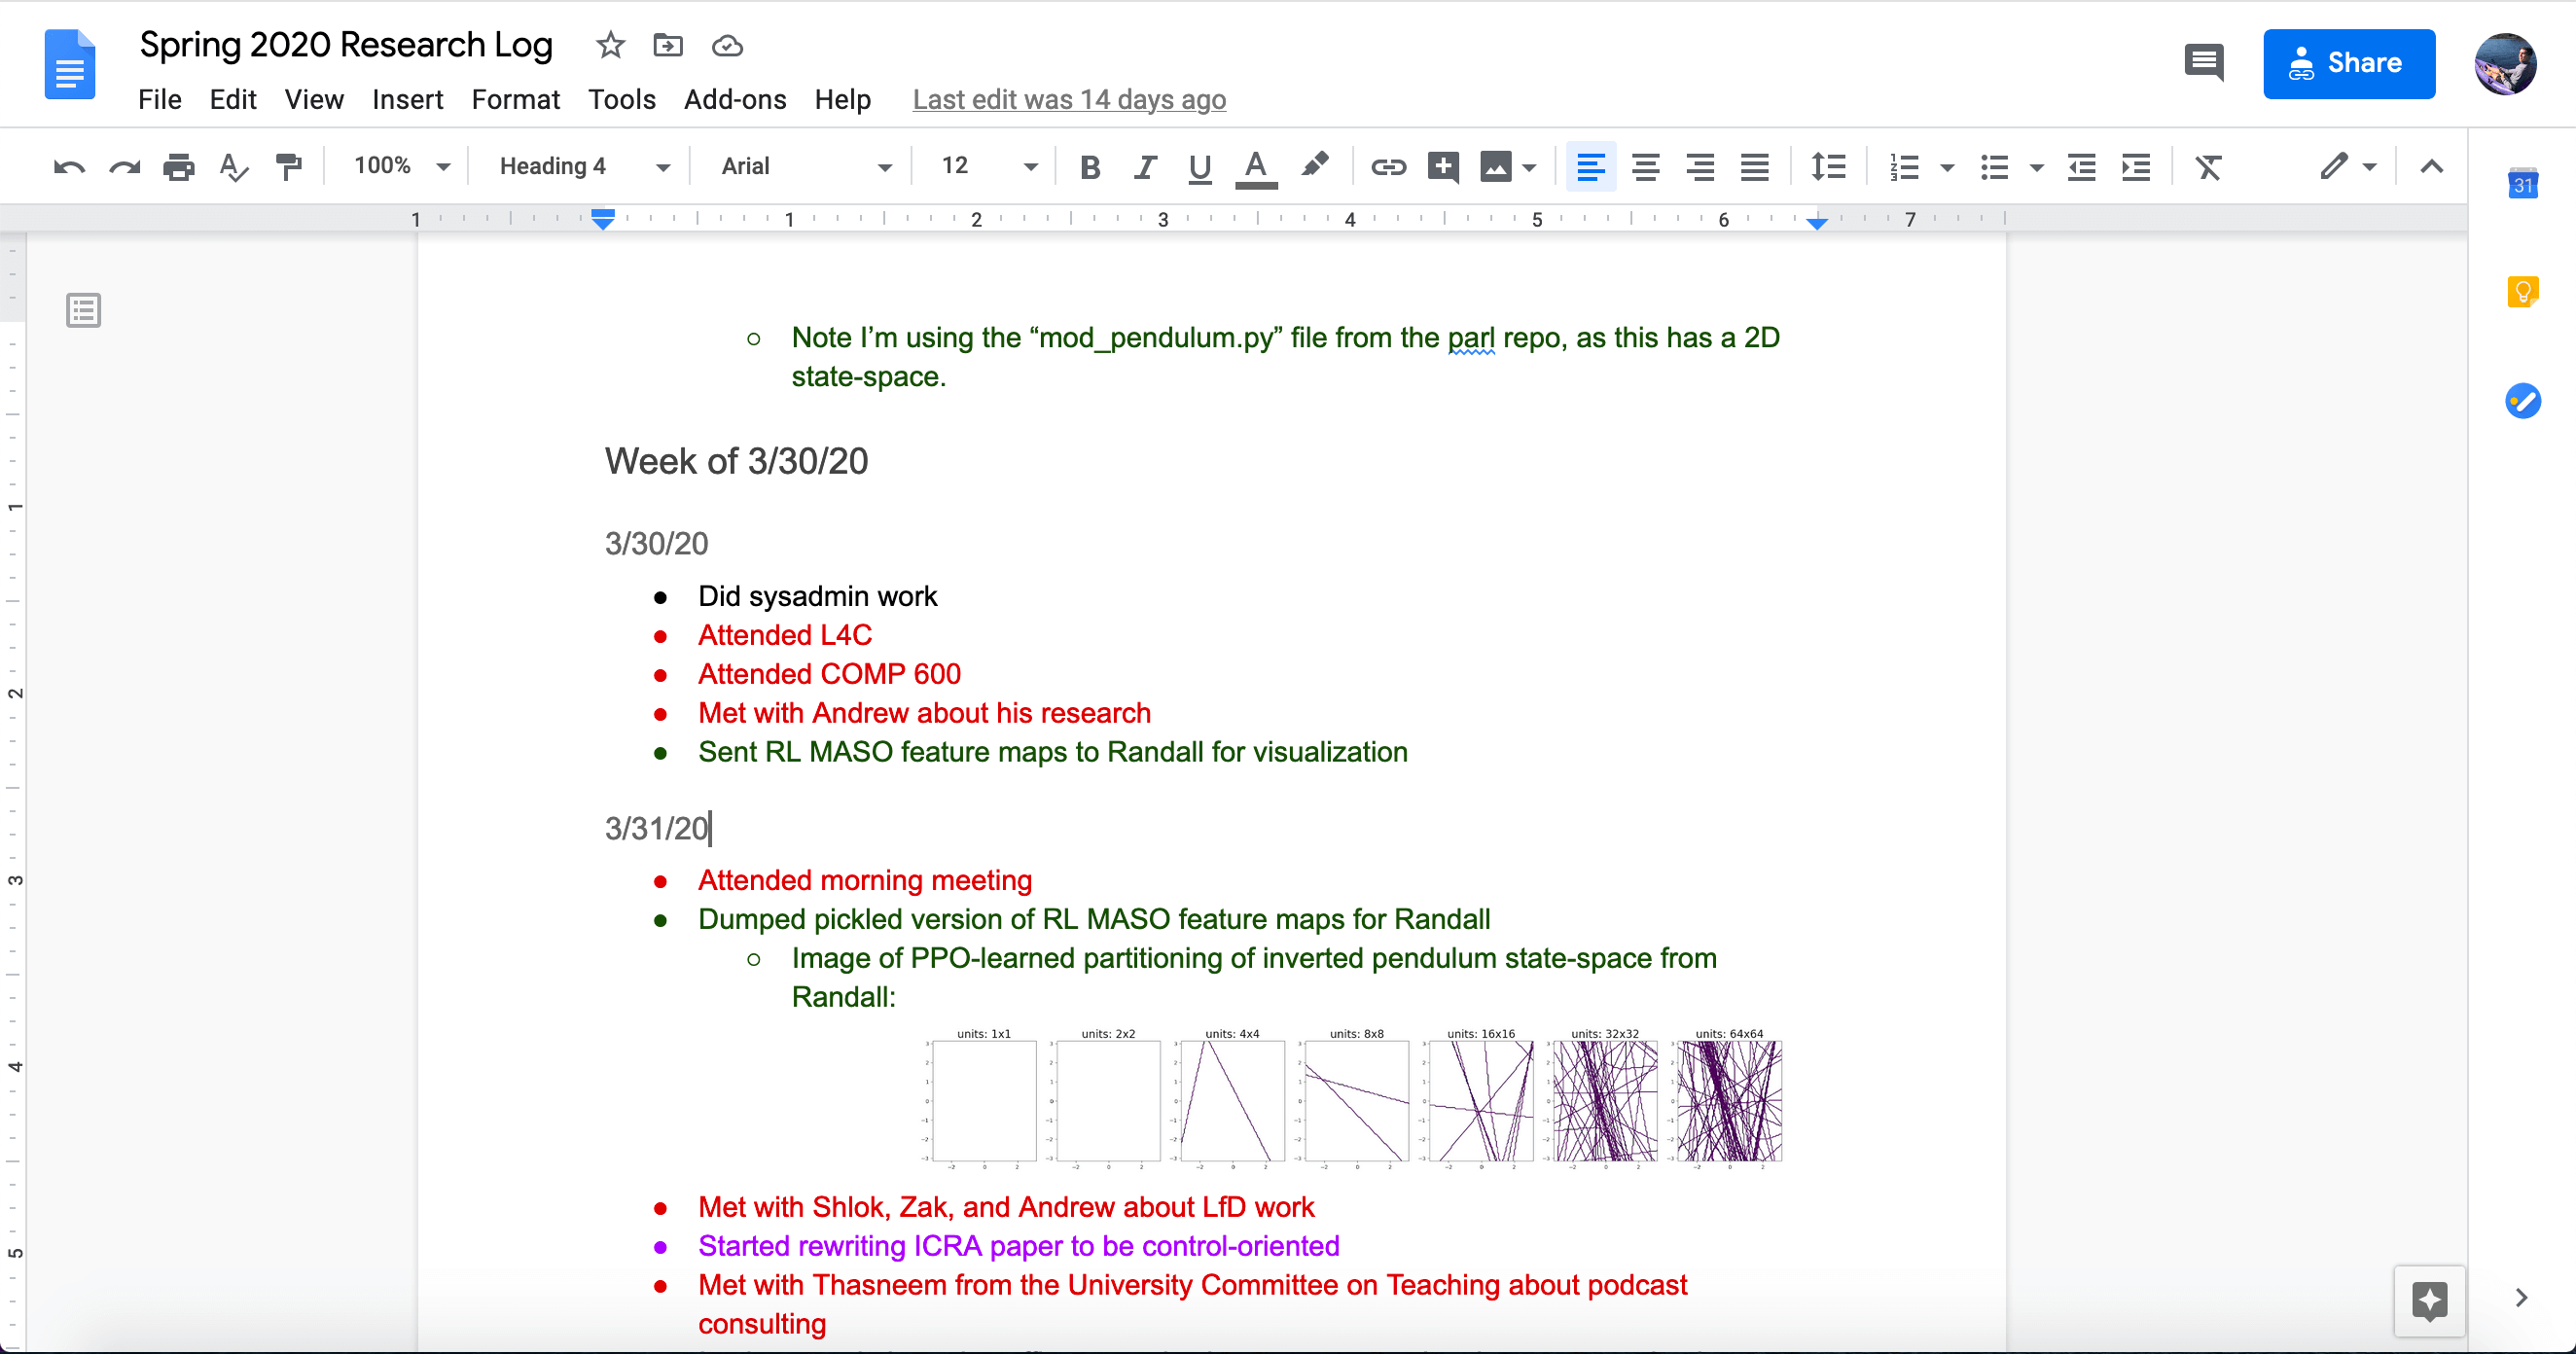 Spring 2020 Research Log
File Edit View Insert Format Tools Add-ons Help Last edit was 14 days ago
Share
100% Heading 4 Arial 12
31
1 1 2 3 4 5 6 7
Note I’m using the “mod_pendulum.py” file from the parl repo, as this has a 2D
state-space.
Week of 3/30/20
3/30/20
Did sysadmin work
Attended L4C
Attended COMP 600
Met with Andrew about his research
Sent RL MASO feature maps to Randall for visualization
3/31/20
Attended morning meeting
Dumped pickled version of RL MASO feature maps for Randall
Image of PPO-learned partitioning of inverted pendulum state-space from
Randall:
units: 1x1 units: 2x2 units: 4x4 units: 8x8 units: 16x16 units: 32x32 units: 64x64
Met with Shlok, Zak, and Andrew about LfD work
Started rewriting ICRA paper to be control-oriented
Met with Thasneem from the University Committee on Teaching about podcast
consulting
1
2
3
4
5